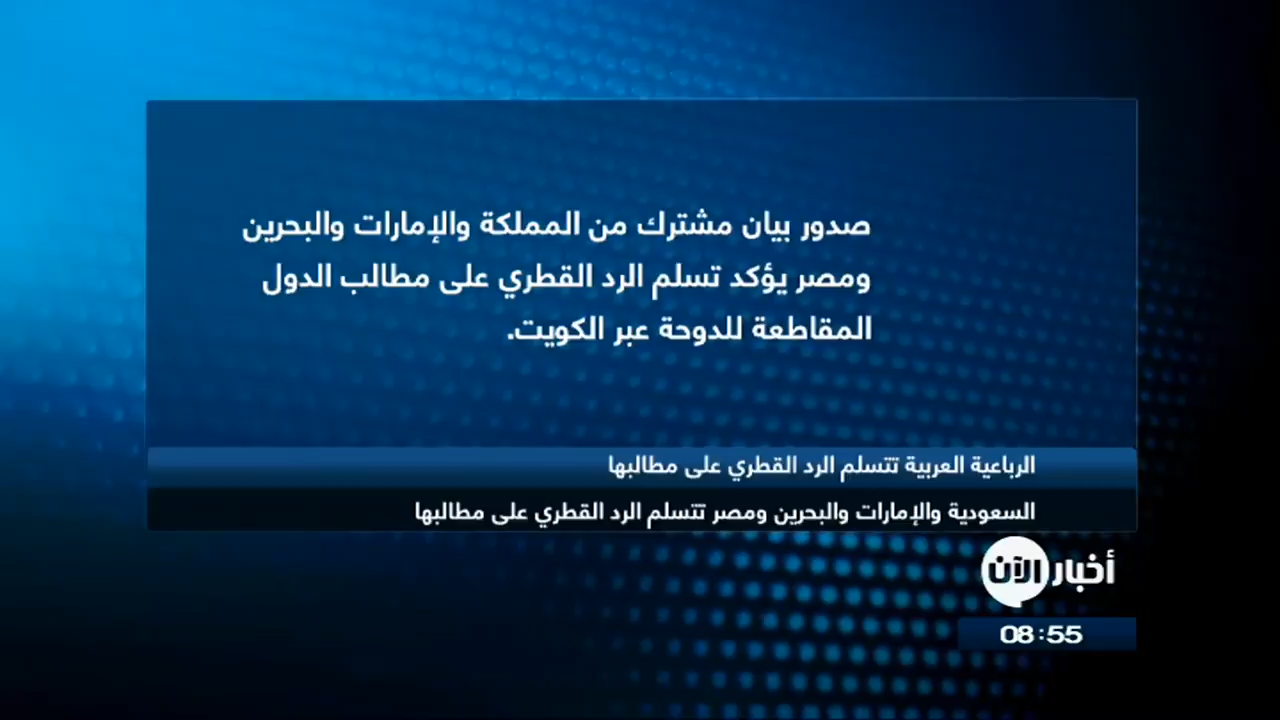 صدور بيان مشترك من المملكة والإمارات والبحرين
ومصر يؤكد تسلم الرد القطري على مطالب الدول
المقاطعة للدوحة عبر الكويت.
الرباعية العربية تتسلم الرد القطري على مطالبها
السعودية والإمارات والبحرين ومصر تتسلم الرد القطري على مطالبها
أخبار الآن
08:55